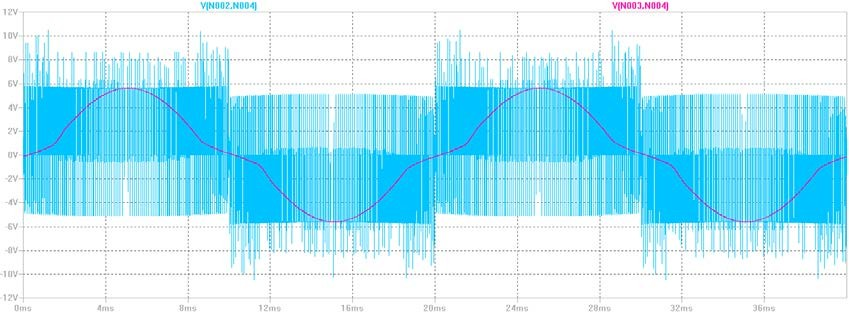 V(N002,N004) V(N003,N004)
12V
10V
8V
6V
4V
2V
0V
-2V
-4V
-6V
-8V
-10V
-12V
0ms 4ms 8ms 12ms 16ms 20ms 24ms 28ms 32ms 36ms